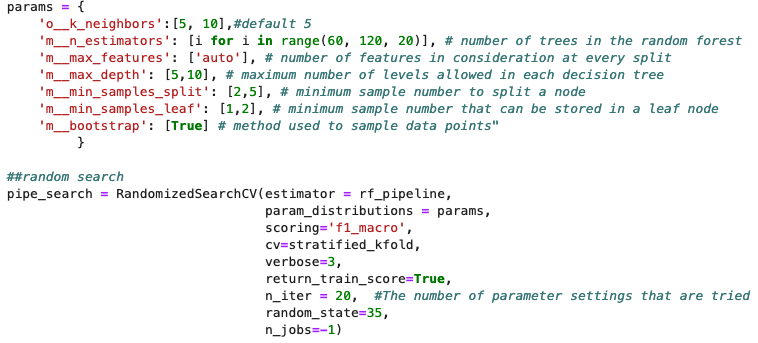 params = {
    'o__k_neighbors':[5, 10],#default 5
    'm__n_estimators': [i for i in range(60, 120, 20)], # number of trees in the random forest
    'm__max_features': ['auto'], # number of features in consideration at every split
    'm__max_depth': [5,10], # maximum number of levels allowed in each decision tree
    'm__min_samples_split': [2,5], # minimum sample number to split a node
    'm__min_samples_leaf': [1,2], # minimum sample number that can be stored in a leaf node
    'm__bootstrap': [True] # method used to sample data points"
         }
##random search
pipe_search = RandomizedSearchCV(estimator = rf_pipeline,
                                 param_distributions = params,
                                 scoring='f1_macro',
                                 cv=stratified_kfold,
                                 verbose=3,
                                 return_train_score=True,
                                 n_iter = 20,  #The number of parameter settings that are tried
                                 random_state=35,
                                 n_jobs=-1)